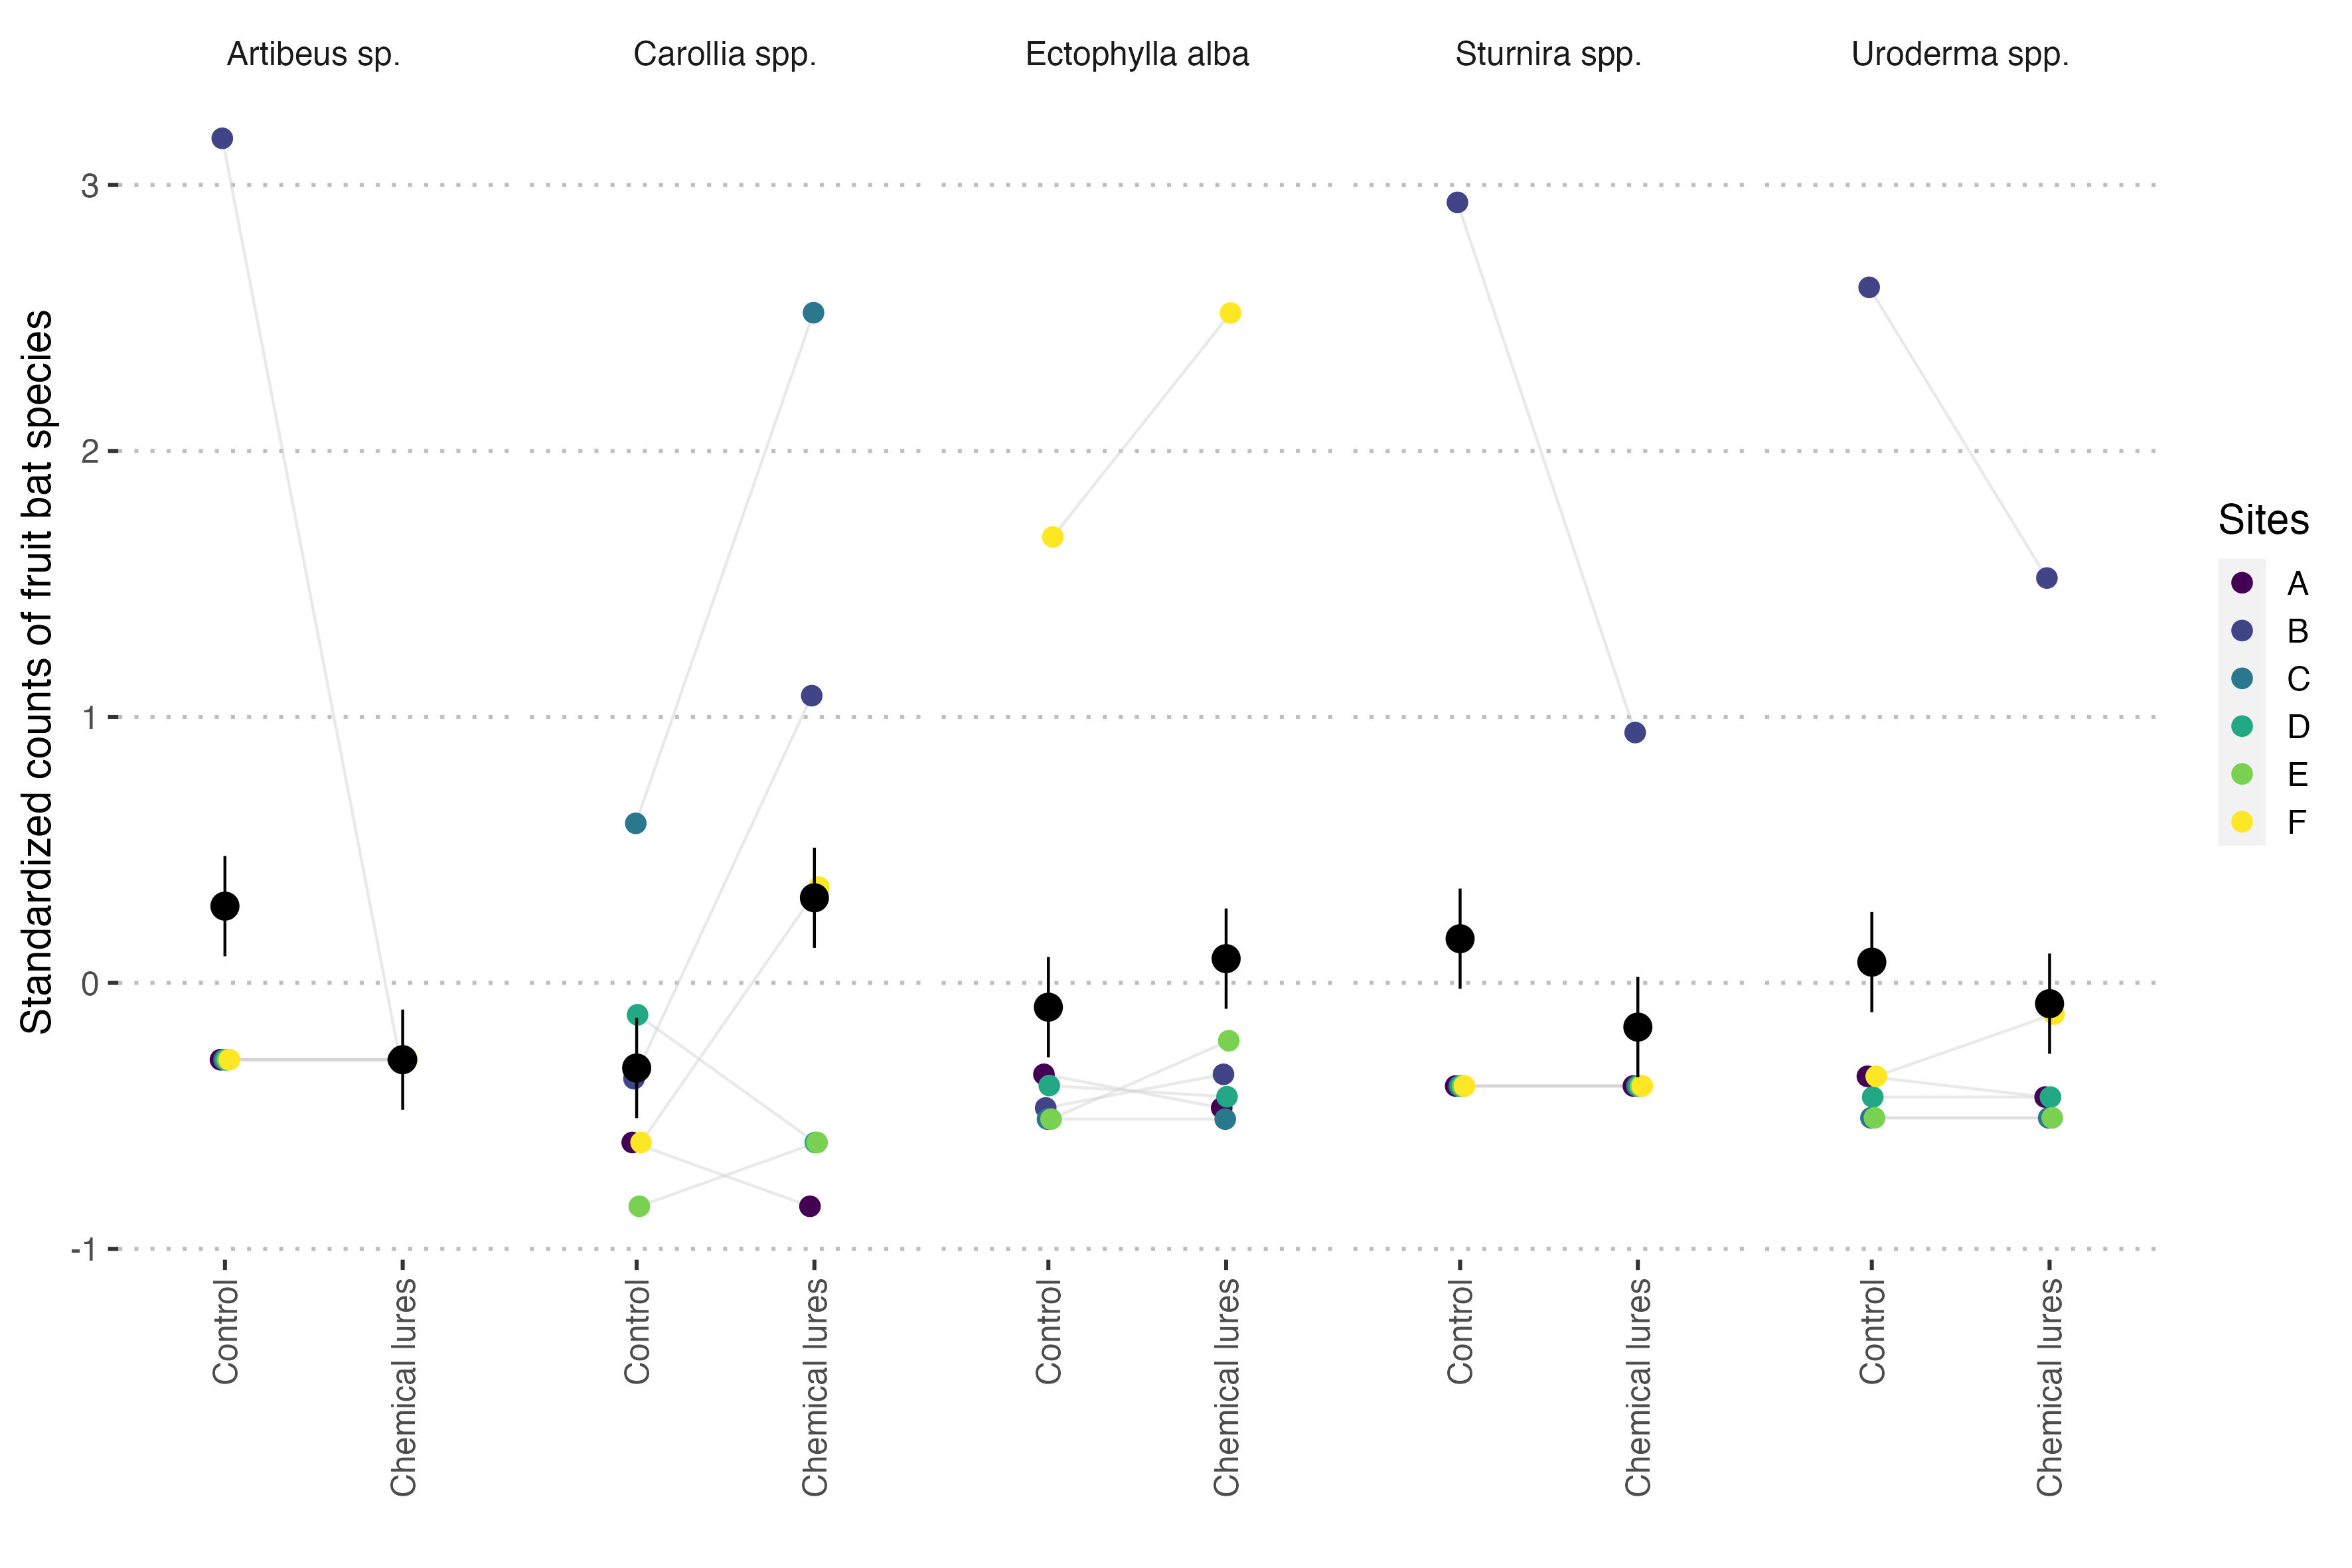 Artibeus sp.
Carollia spp.
Ectophylla alba
Sturnira spp.
Uroderma spp.
Standardized counts of fruit bat species
3
2
1
0
-1
Control
Chemical lures
Control
Chemical lures
Control
Chemical lures
Control
Chemical lures
Control
Chemical lures
Sites
A
B
C
D
E
F